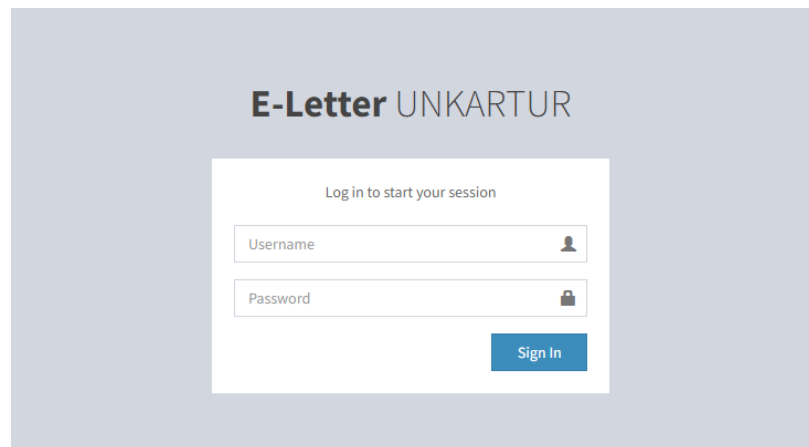 E-Letter UNKARTUR
Log in to start your session
Username
Password
Sign In